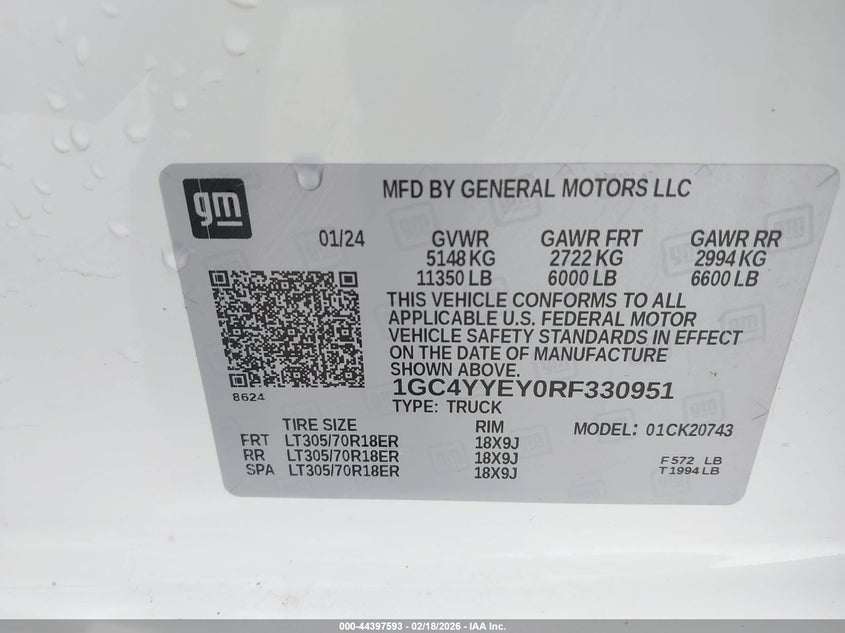 gm
MFD BY GENERAL MOTORS LLC
01/24 GVWR GAWR FRT GAWR RR
5148 KG 2722 KG 2994 KG
11350 LB 6000 LB 6600 LB
THIS VEHICLE CONFORMS TO ALL
APPLICABLE U.S. FEDERAL MOTOR
VEHICLE SAFETY STANDARDS IN EFFECT
ON THE DATE OF MANUFACTURE
SHOWN ABOVE.
1GC4YYEY0RF330951
8624
TYPE: TRUCK
TIRE SIZE RIM MODEL: 01CK20743
FRT LT305/70R18ER 18X9J
RR LT305/70R18ER 18X9J F572 LB
SPA LT305/70R18ER 18X9J T1994 LB
000-44397593 - 02/18/2026 - IAA Inc.